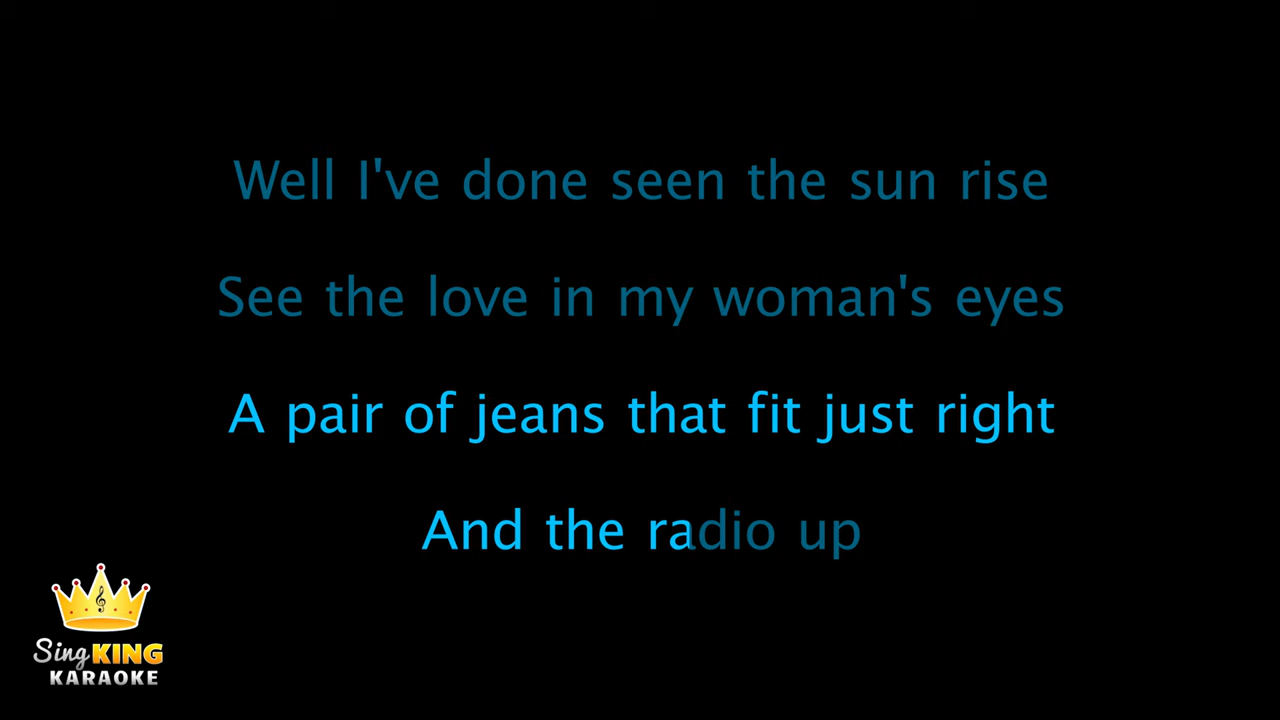 Well I've done seen the sun rise
See the love in my woman's eyes
A pair of jeans that fit just right
And the radio up
Sing KING
KARAOKE